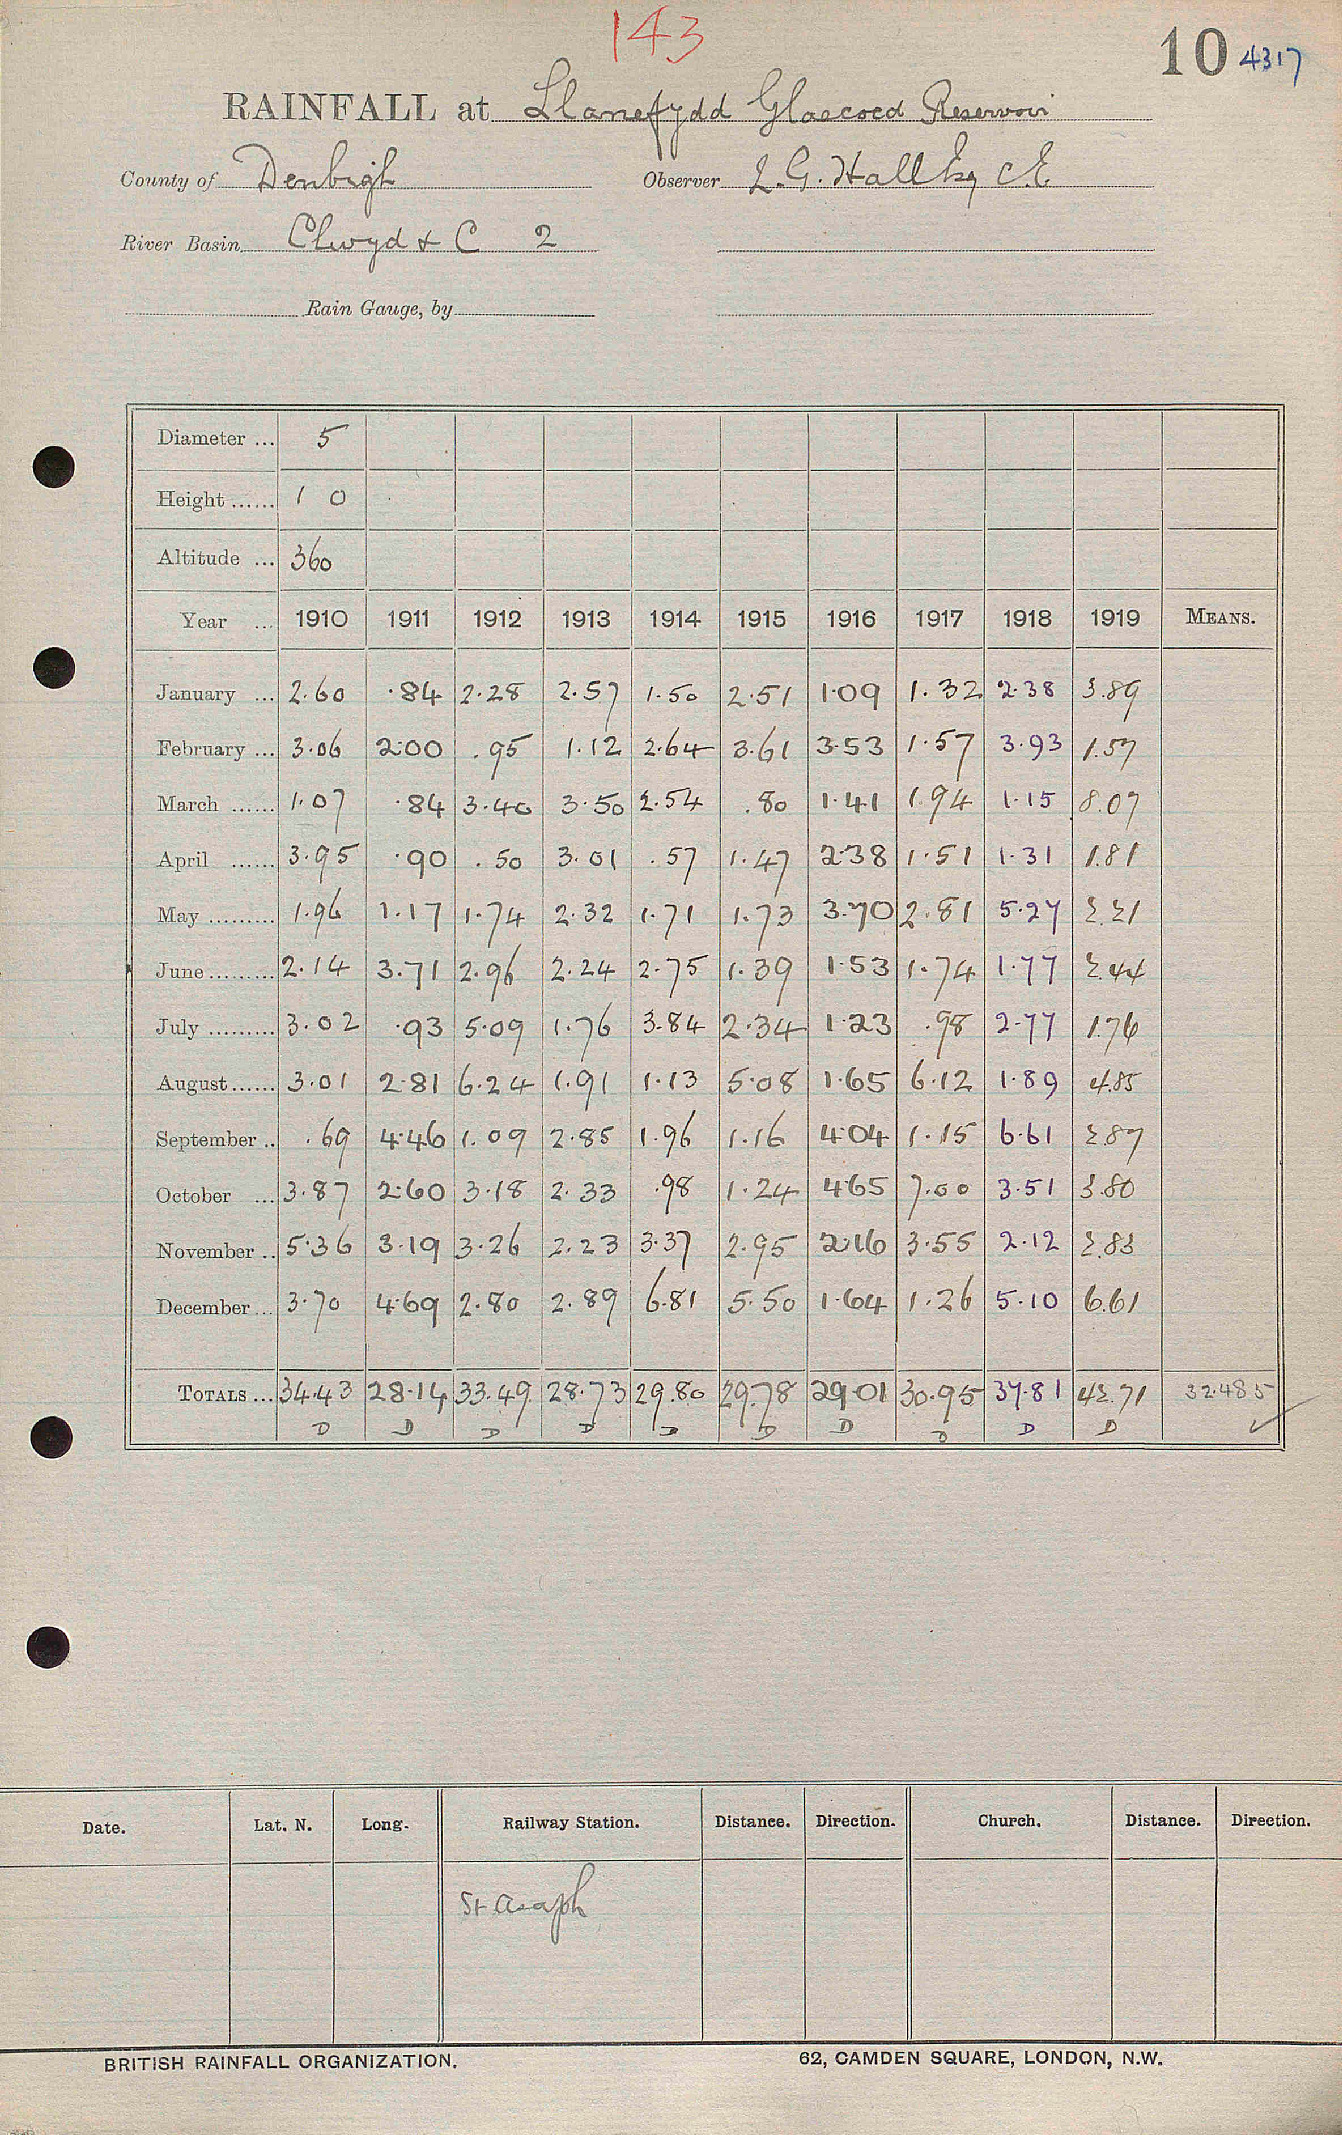 143
10 4317
RAINFALL at Llanefydd Glascoed Reservoir
County of Denbigh Observer L.G. Hall Esq C.E.
River Basin Clwyd & C 2
Rain Gauge, by
Diameter ... 5
Height ...... 1 0
Altitude ... 360
Year ... 1910 1911 1912 1913 1914 1915 1916 1917 1918 1919 MEANS.
January ... 2.60 .84 2.28 2.57 1.50 2.51 1.09 1.32 2.38 3.89
February ... 3.06 2.00 .95 1.12 2.64 3.61 3.53 1.57 3.93 1.57
March ...... 1.07 .84 3.40 3.50 2.54 .80 1.41 1.94 1.15 8.07
April ...... 3.95 .90 .50 3.01 .57 1.47 2.38 1.51 1.31 1.81
May ......... 1.96 1.17 1.74 2.32 1.71 1.73 3.70 2.81 5.27 2.21
June ......... 2.14 3.71 2.96 2.24 2.75 1.39 1.53 1.74 1.77 2.44
July ......... 3.02 .93 5.09 1.76 3.84 2.34 1.23 .98 2.77 1.76
August ...... 3.01 2.81 6.24 1.91 1.13 5.08 1.65 6.12 1.89 4.85
September .. .69 4.46 1.09 2.85 1.96 1.16 4.04 1.15 6.61 2.87
October ... 3.87 2.60 3.18 2.33 .98 1.24 4.65 7.00 3.51 3.80
November .. 5.36 3.19 3.26 2.23 3.37 2.95 2.16 3.55 2.12 2.83
December ... 3.70 4.69 2.80 2.89 6.81 5.50 1.64 1.26 5.10 6.61
TOTALS ... 34.43 28.14 33.49 28.73 29.80 29.78 29.01 30.95 37.81 42.71 32.485
D D D D D D D D D D
Date. Lat. N. Long. Railway Station. Distance. Direction. Church. Distance. Direction.
St Asaph
BRITISH RAINFALL ORGANIZATION. 62, CAMDEN SQUARE, LONDON, N.W.